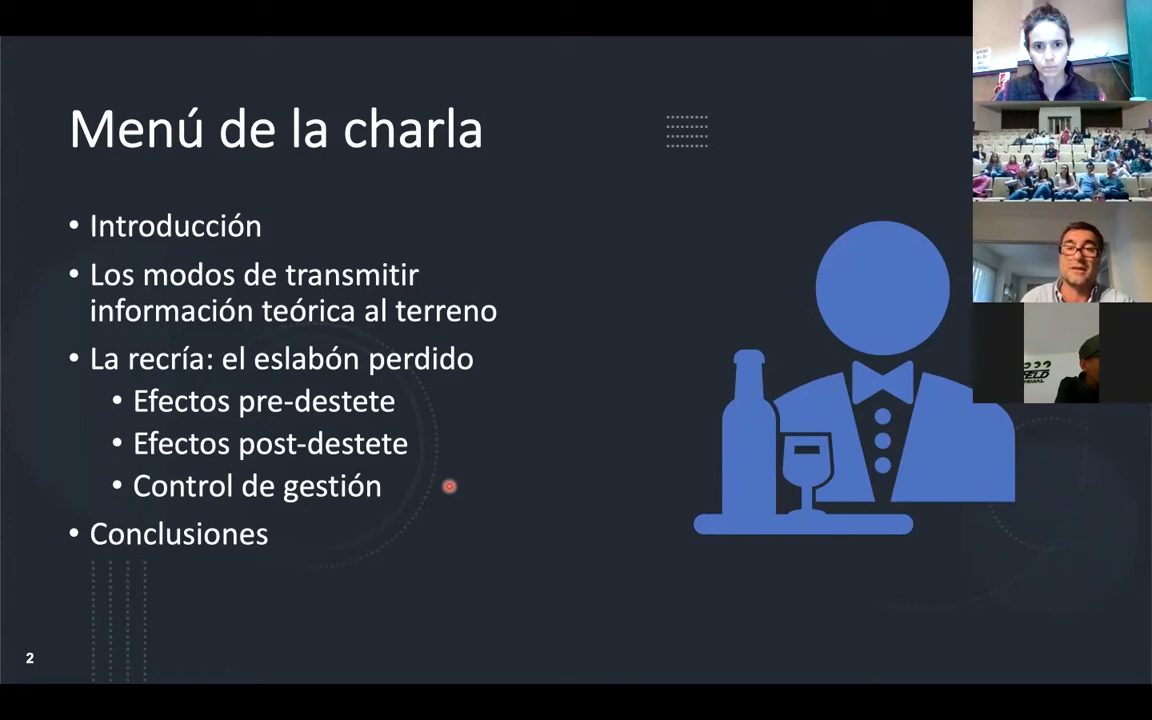 Menú de la charla
• Introducción
• Los modos de transmitir
información teórica al terreno
• La recría: el eslabón perdido
• Efectos pre-destete
• Efectos post-destete
• Control de gestión
• Conclusiones
2